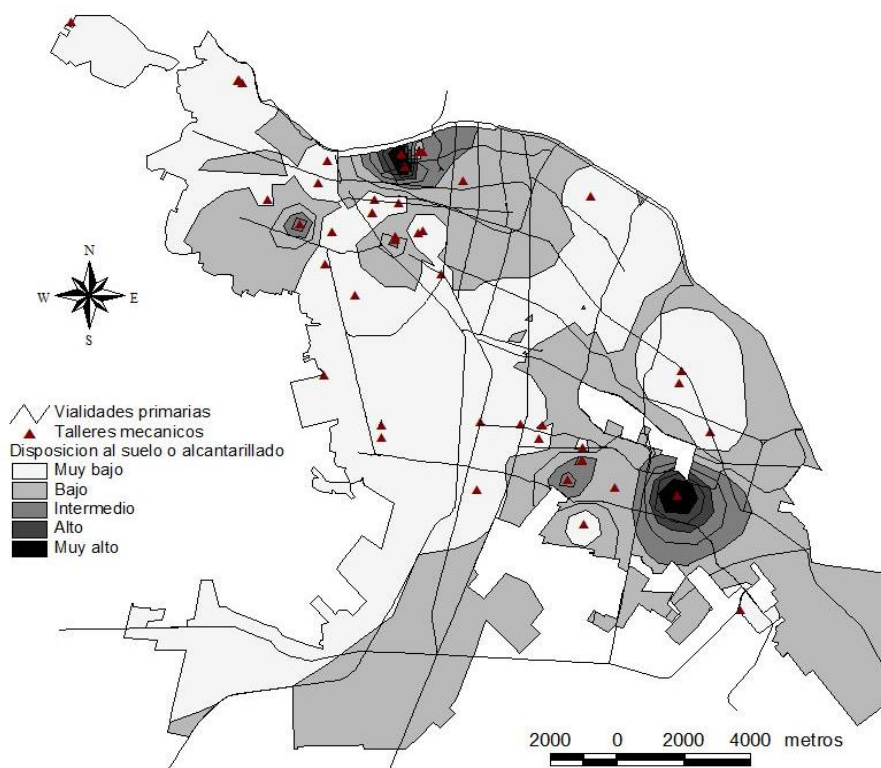 N
W E
S
Vialidades primarias
Talleres mecanicos
Disposicion al suelo o alcantarillado
Muy bajo
Bajo
Intermedio
Alto
Muy alto
2000 0 2000 4000 metros